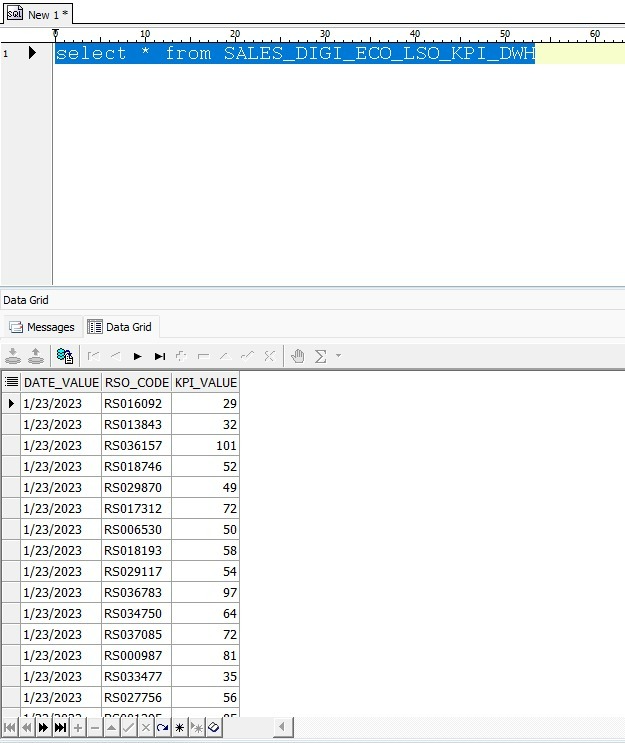 New 1 *
0 10 20 30 40 50 60
1 select * from SALES_DIGI_ECO_LSO_KPI_DWH
Data Grid
Messages Data Grid
DATE_VALUE RSO_CODE KPI_VALUE
1/23/2023 RS016092 29
1/23/2023 RS013843 32
1/23/2023 RS036157 101
1/23/2023 RS018746 52
1/23/2023 RS029870 49
1/23/2023 RS017312 72
1/23/2023 RS006530 50
1/23/2023 RS018193 58
1/23/2023 RS029117 54
1/23/2023 RS036783 97
1/23/2023 RS034750 64
1/23/2023 RS037085 72
1/23/2023 RS000987 81
1/23/2023 RS033477 35
1/23/2023 RS027756 56